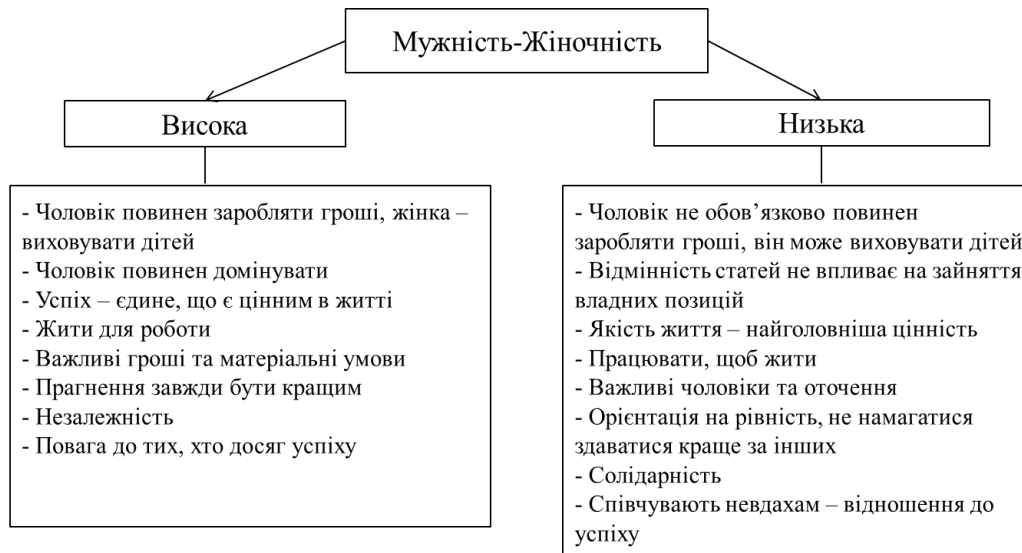 Мужність-Жіночність
Висока
Низька
- Чоловік повинен заробляти гроші, жінка –
виховувати дітей
- Чоловік повинен домінувати
- Успіх – єдине, що є цінним в житті
- Жити для роботи
- Важливі гроші та матеріальні умови
- Прагнення завжди бути кращим
- Незалежність
- Повага до тих, хто досяг успіху
- Чоловік не обов’язково повинен
заробляти гроші, він може виховувати дітей
- Відмінність статей не впливає на зайняття
владних позицій
- Якість життя – найголовніша цінність
- Працювати, щоб жити
- Важливі чоловіки та оточення
- Орієнтація на рівність, не намагатися
здаватися краще за інших
- Солідарність
- Співчувають невдахам – відношення до
успіху